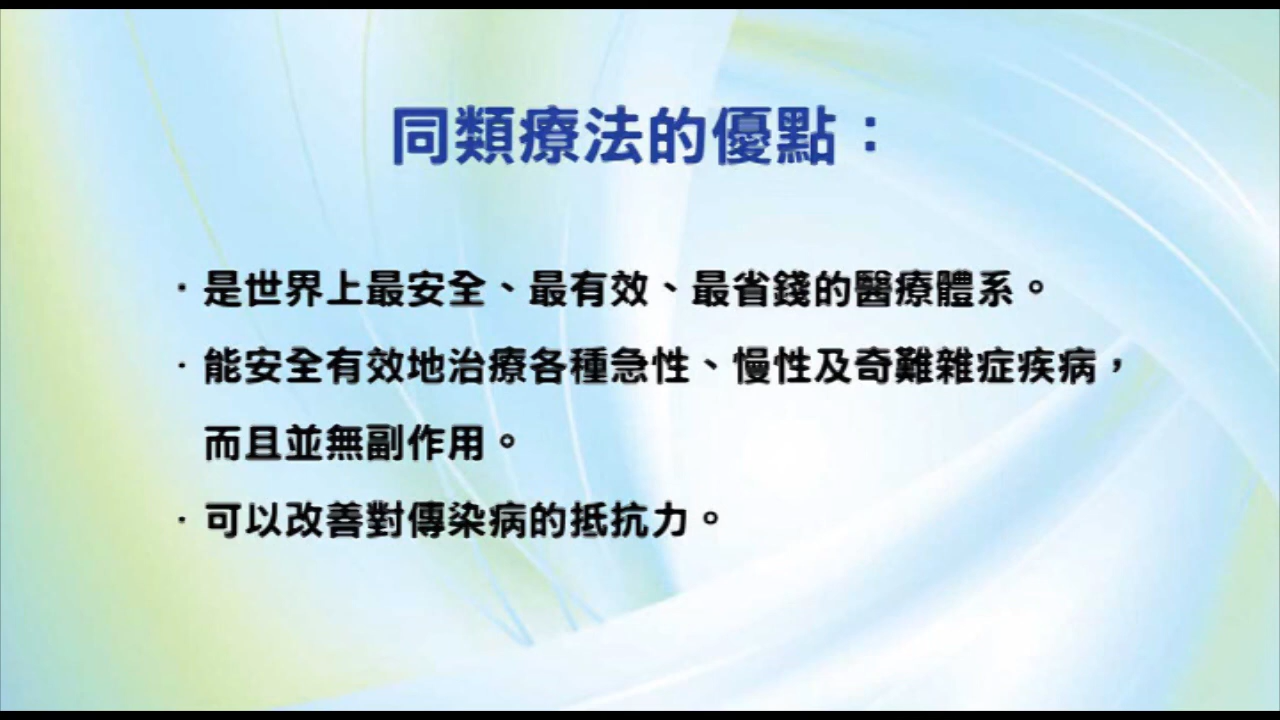 同類療法的優點：
·是世界上最安全、最有效、最省錢的醫療體系。
·能安全有效地治療各種急性、慢性及奇難雜症疾病，
而且並無副作用。
·可以改善對傳染病的抵抗力。